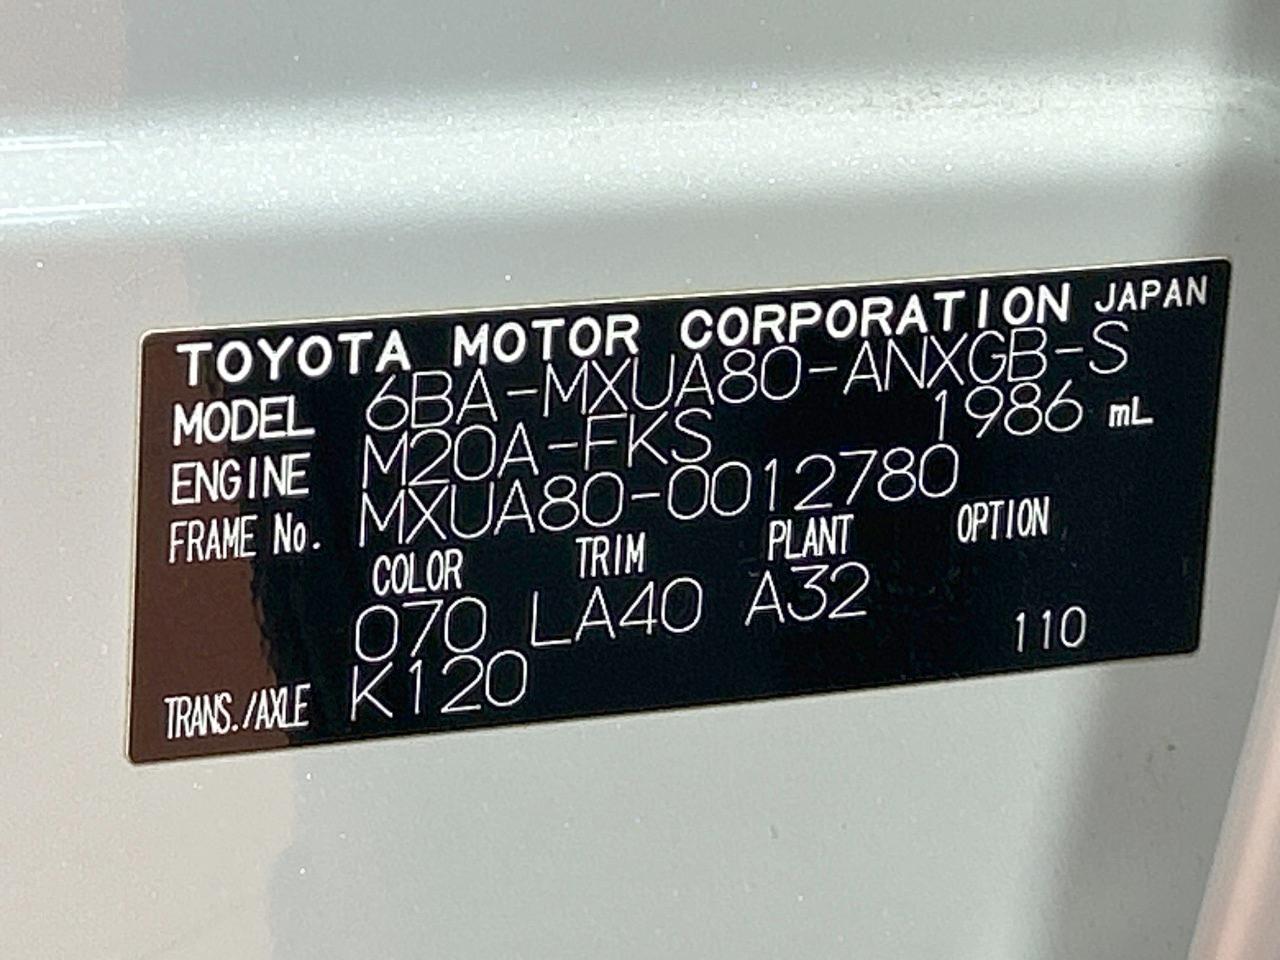 TOYOTA MOTOR CORPORATION JAPAN
MODEL 6BA-MXUA80-ANXGB-S
ENGINE M20A-FKS 1986 mL
FRAME No. MXUA80-0012780
COLOR TRIM PLANT OPTION
070 LA40 A32
TRANS./AXLE K120 110